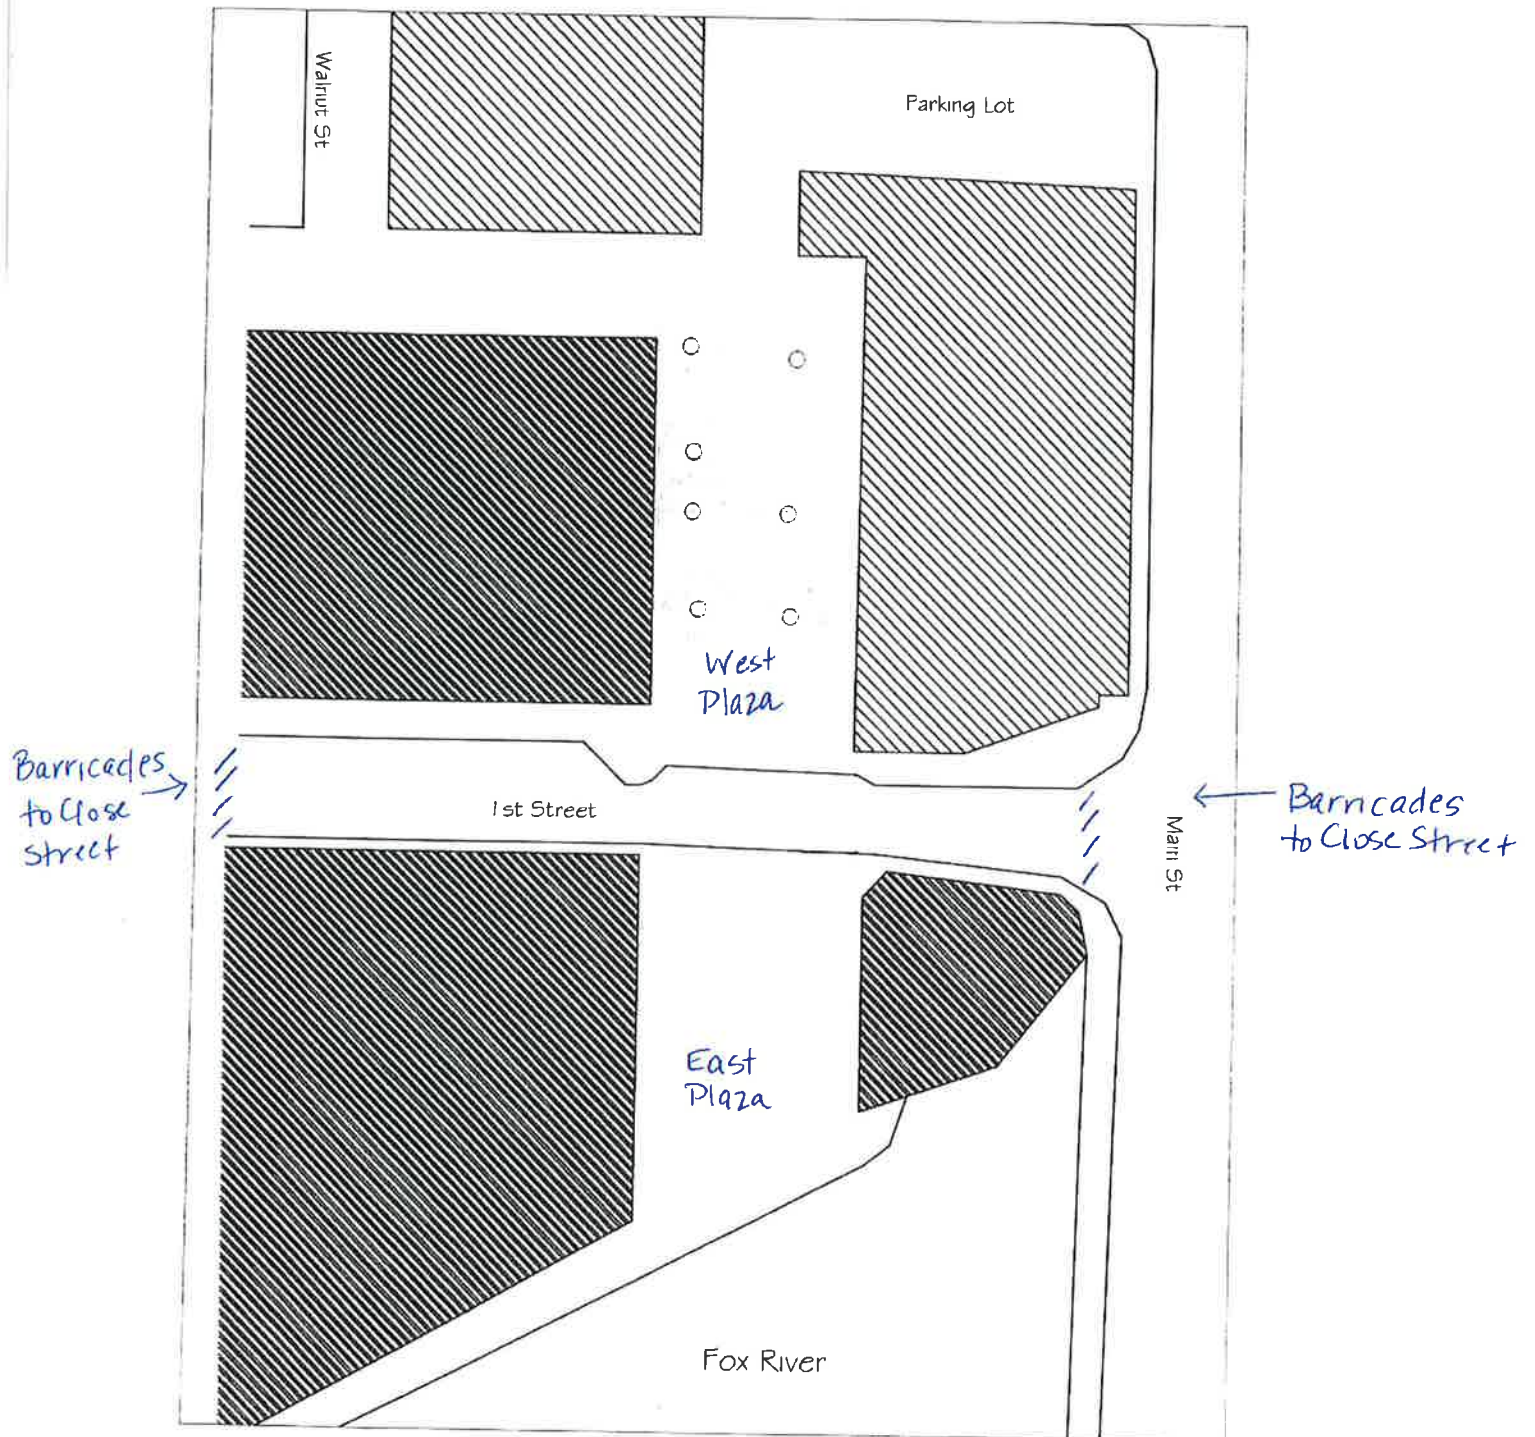 Walnut St
Parking Lot
West
Plaza
Barricades
to Close
Street
1st Street
Main St
Barricades
to Close Street
East
Plaza
Fox River